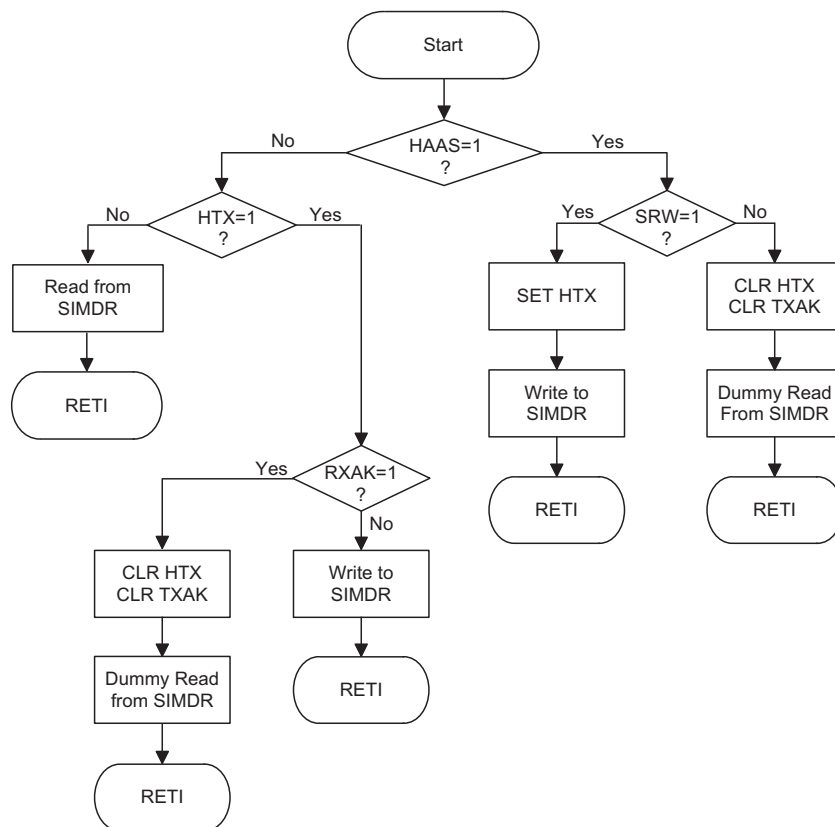 Start
No
HAAS=1
?
Yes
No
HTX=1
?
Yes
Yes
SRW=1
?
No
Read from
SIMDR
SET HTX
CLR HTX
CLR TXAK
RETI
Write to
SIMDR
Dummy Read
From SIMDR
Yes
RXAK=1
?
No
RETI
RETI
CLR HTX
CLR TXAK
Write to
SIMDR
Dummy Read
from SIMDR
RETI
RETI